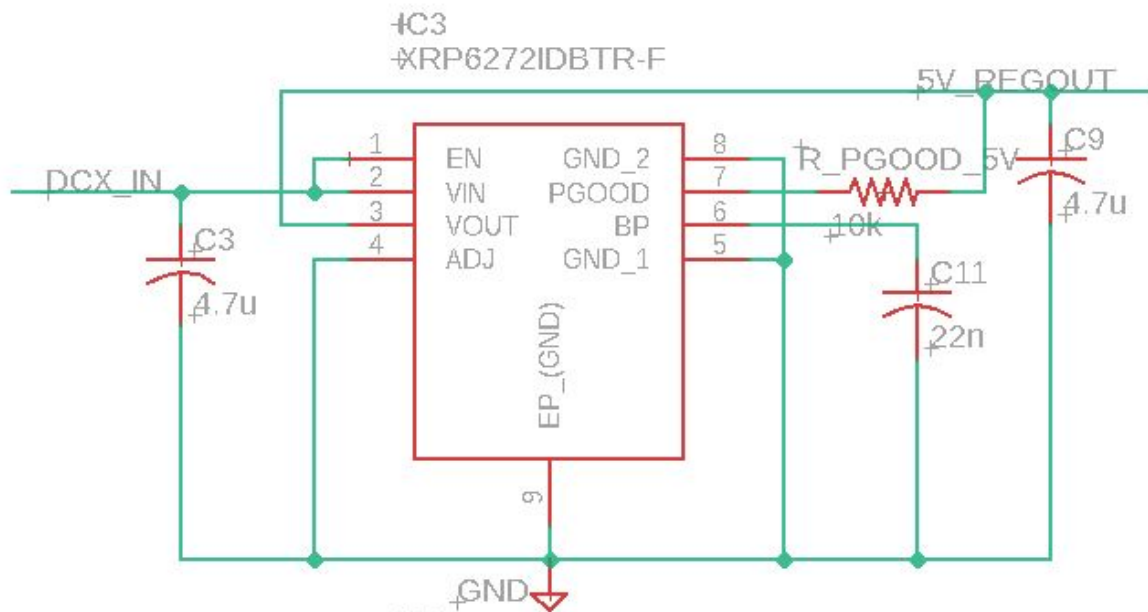 IC3
XRP6272IDBTR-F
5V_REGOUT
1 EN GND_2 8
R_PGOOD_5V
C9
DCX_IN
2 VIN PGOOD 7
3 VOUT BP 6
10k
4.7u
C3
4 ADJ GND_1 5
C11
4.7u
22n
EP_(GND)
9
GND